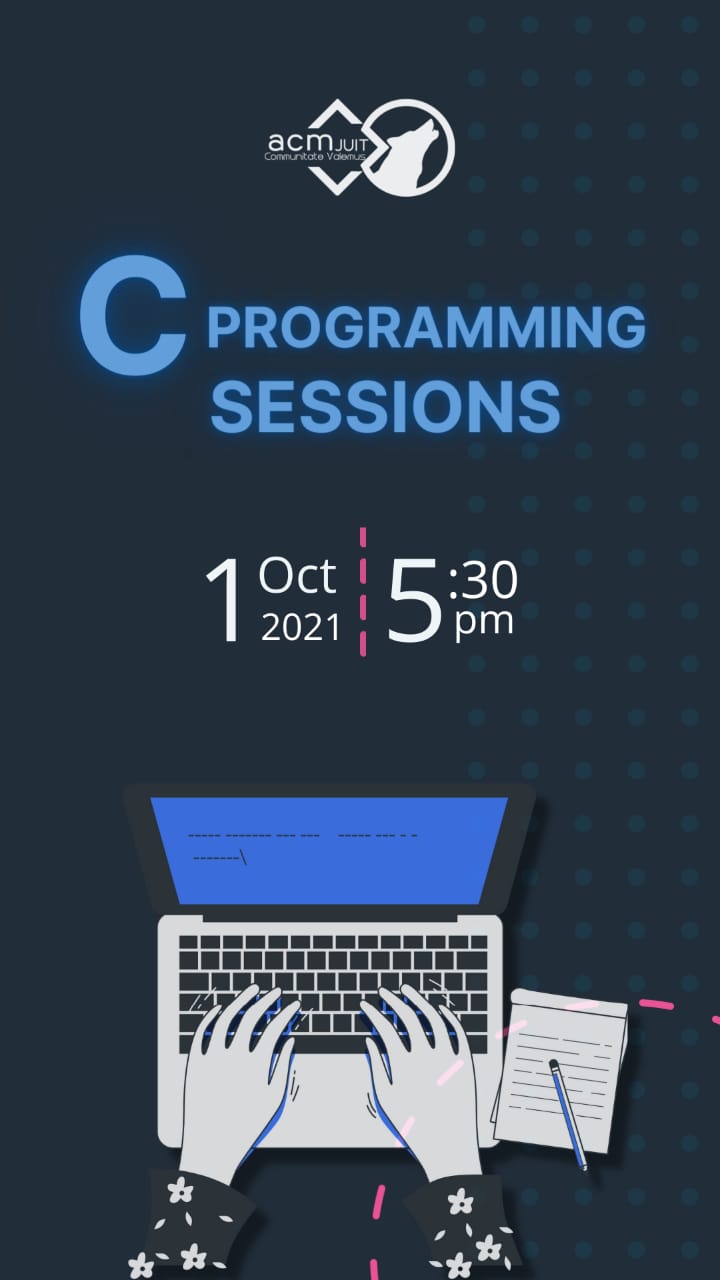 acm JUIT
Communitate Valemus
C PROGRAMMING
SESSIONS
1 Oct 2021
5:30 pm